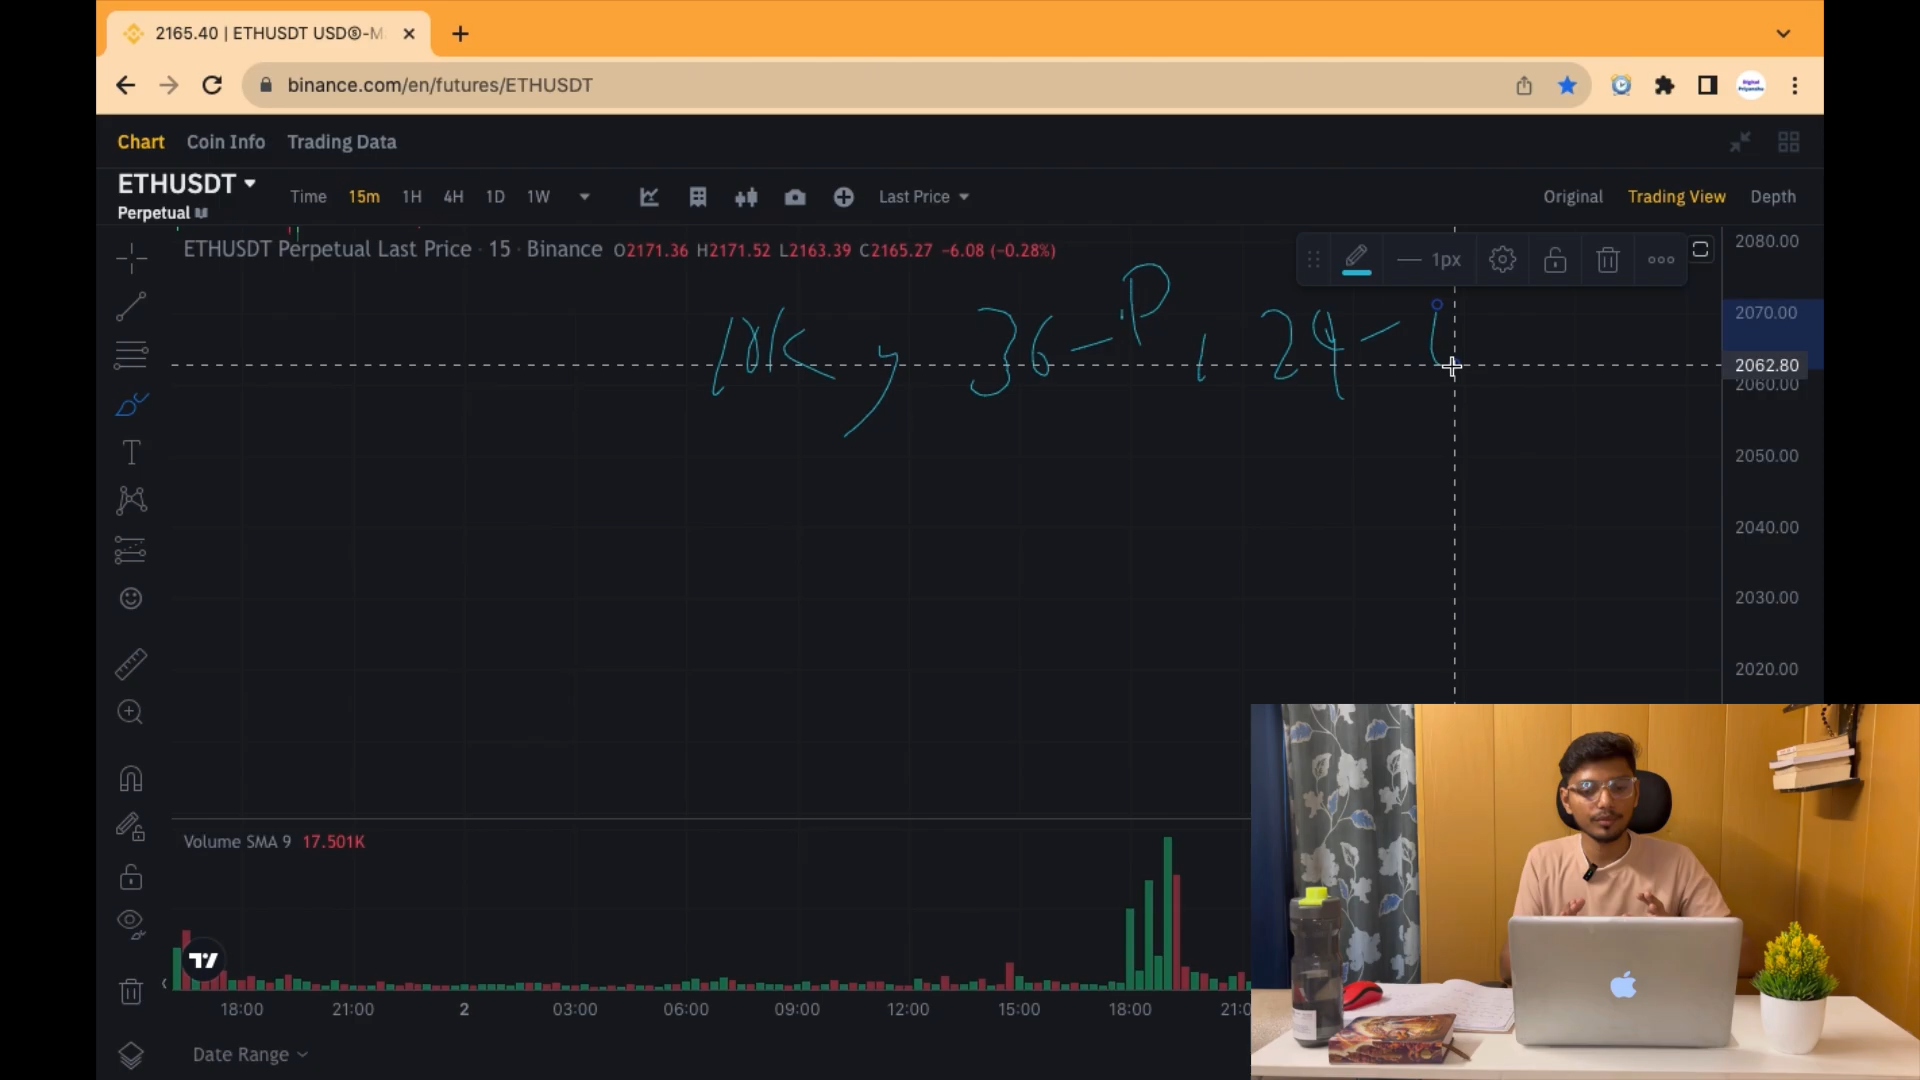 2165.40 | ETHUSDT USDⓈ-M
binance.com/en/futures/ETHUSDT
Digital Priyanshu
Chart Coin Info Trading Data
ETHUSDT
Perpetual
Time 15m 1H 4H 1D 1W Last Price Original Trading View Depth
ETHUSDT Perpetual Last Price · 15 · Binance O2171.36 H2171.52 L2163.39 C2165.27 −6.08 (−0.28%)
1px
2080.00
10K, 36-P, 24-L
2070.00
2062.80
2060.00
2050.00
2040.00
2030.00
2020.00
Volume SMA 9 17.501K
18:00 21:00 2 03:00 06:00 09:00 12:00 15:00 18:00 21:0
Date Range